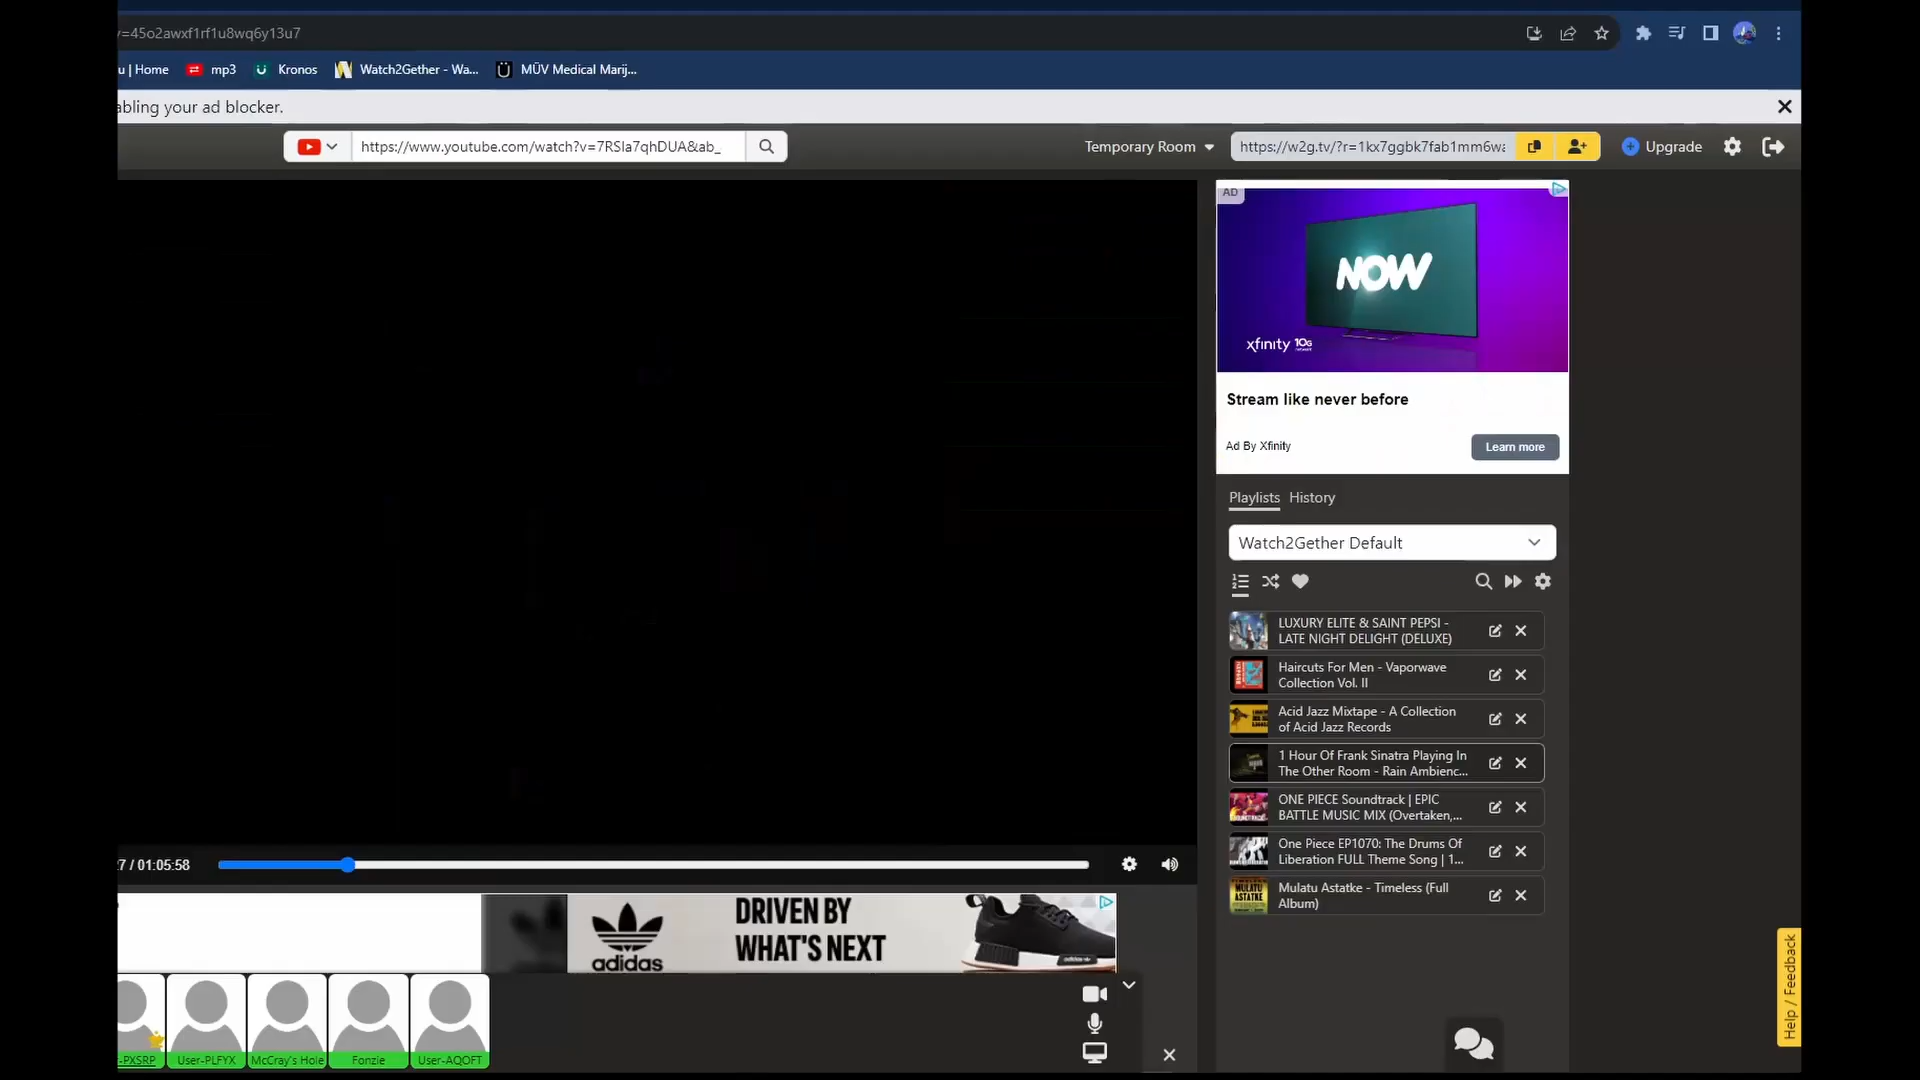 =45o2awxf1rf1u8wq6y13u7
u | Home
mp3
Kronos
Watch2Gether - Wa...
MÜV Medical Marij...
abling your ad blocker.
https://www.youtube.com/watch?v=7RSla7qhDUA&ab_
Temporary Room
https://w2g.tv/?r=1kx7ggbk7fab1mm6wa
Upgrade
AD
NOW
xfinity 10G
network
Stream like never before
Ad By Xfinity
Learn more
Playlists
History
Watch2Gether Default
LUXURY ELITE & SAINT PEPSI -
LATE NIGHT DELIGHT (DELUXE)
Haircuts For Men - Vaporwave
Collection Vol. II
Acid Jazz Mixtape - A Collection
of Acid Jazz Records
1 Hour Of Frank Sinatra Playing In
The Other Room - Rain Ambienc...
ONE PIECE Soundtrack | EPIC
BATTLE MUSIC MIX (Overtaken,...
One Piece EP1070: The Drums Of
Liberation FULL Theme Song | 1...
MULATU
ASTATKE
Mulatu Astatke - Timeless (Full
Album)
7 / 01:05:58
adidas
DRIVEN BY
WHAT'S NEXT
-PXSRP
User-PLFYX
McCray's Hole
Fonzie
User-AQOFT
Help / Feedback